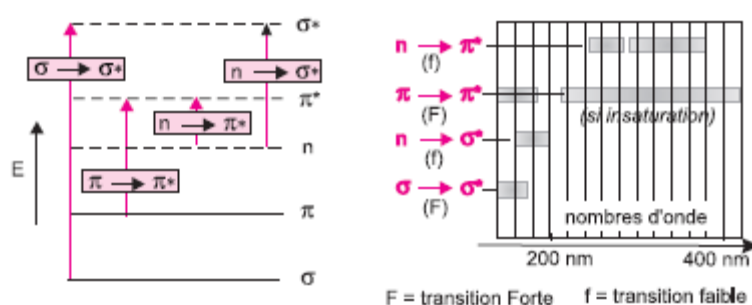 σ*
σ → σ*
n → σ*
π*
n → π*
n
E
π → π*
π
σ
n → π*
(f)
π → π*
(F)
(si insaturation)
n → σ*
(f)
σ → σ*
(F)
nombres d'onde
200 nm
400 nm
F = transition Forte
f = transition faible